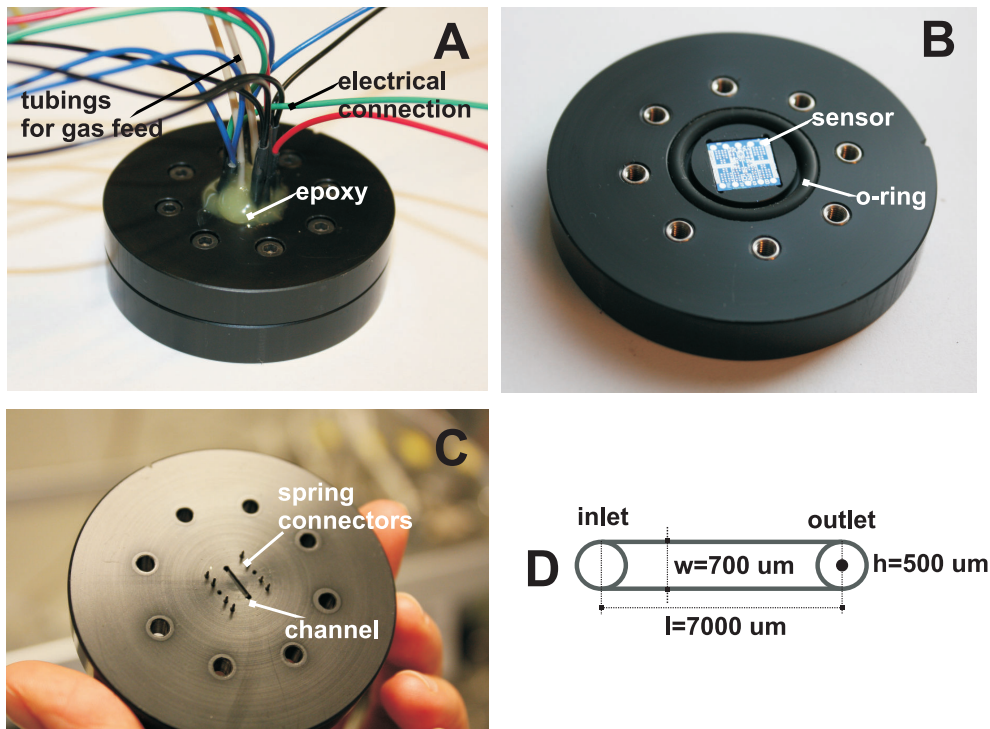 A
tubings
for gas feed
electrical
connection
epoxy
B
sensor
o-ring
C
spring
connectors
channel
D
inlet
outlet
w=700 um
h=500 um
l=7000 um